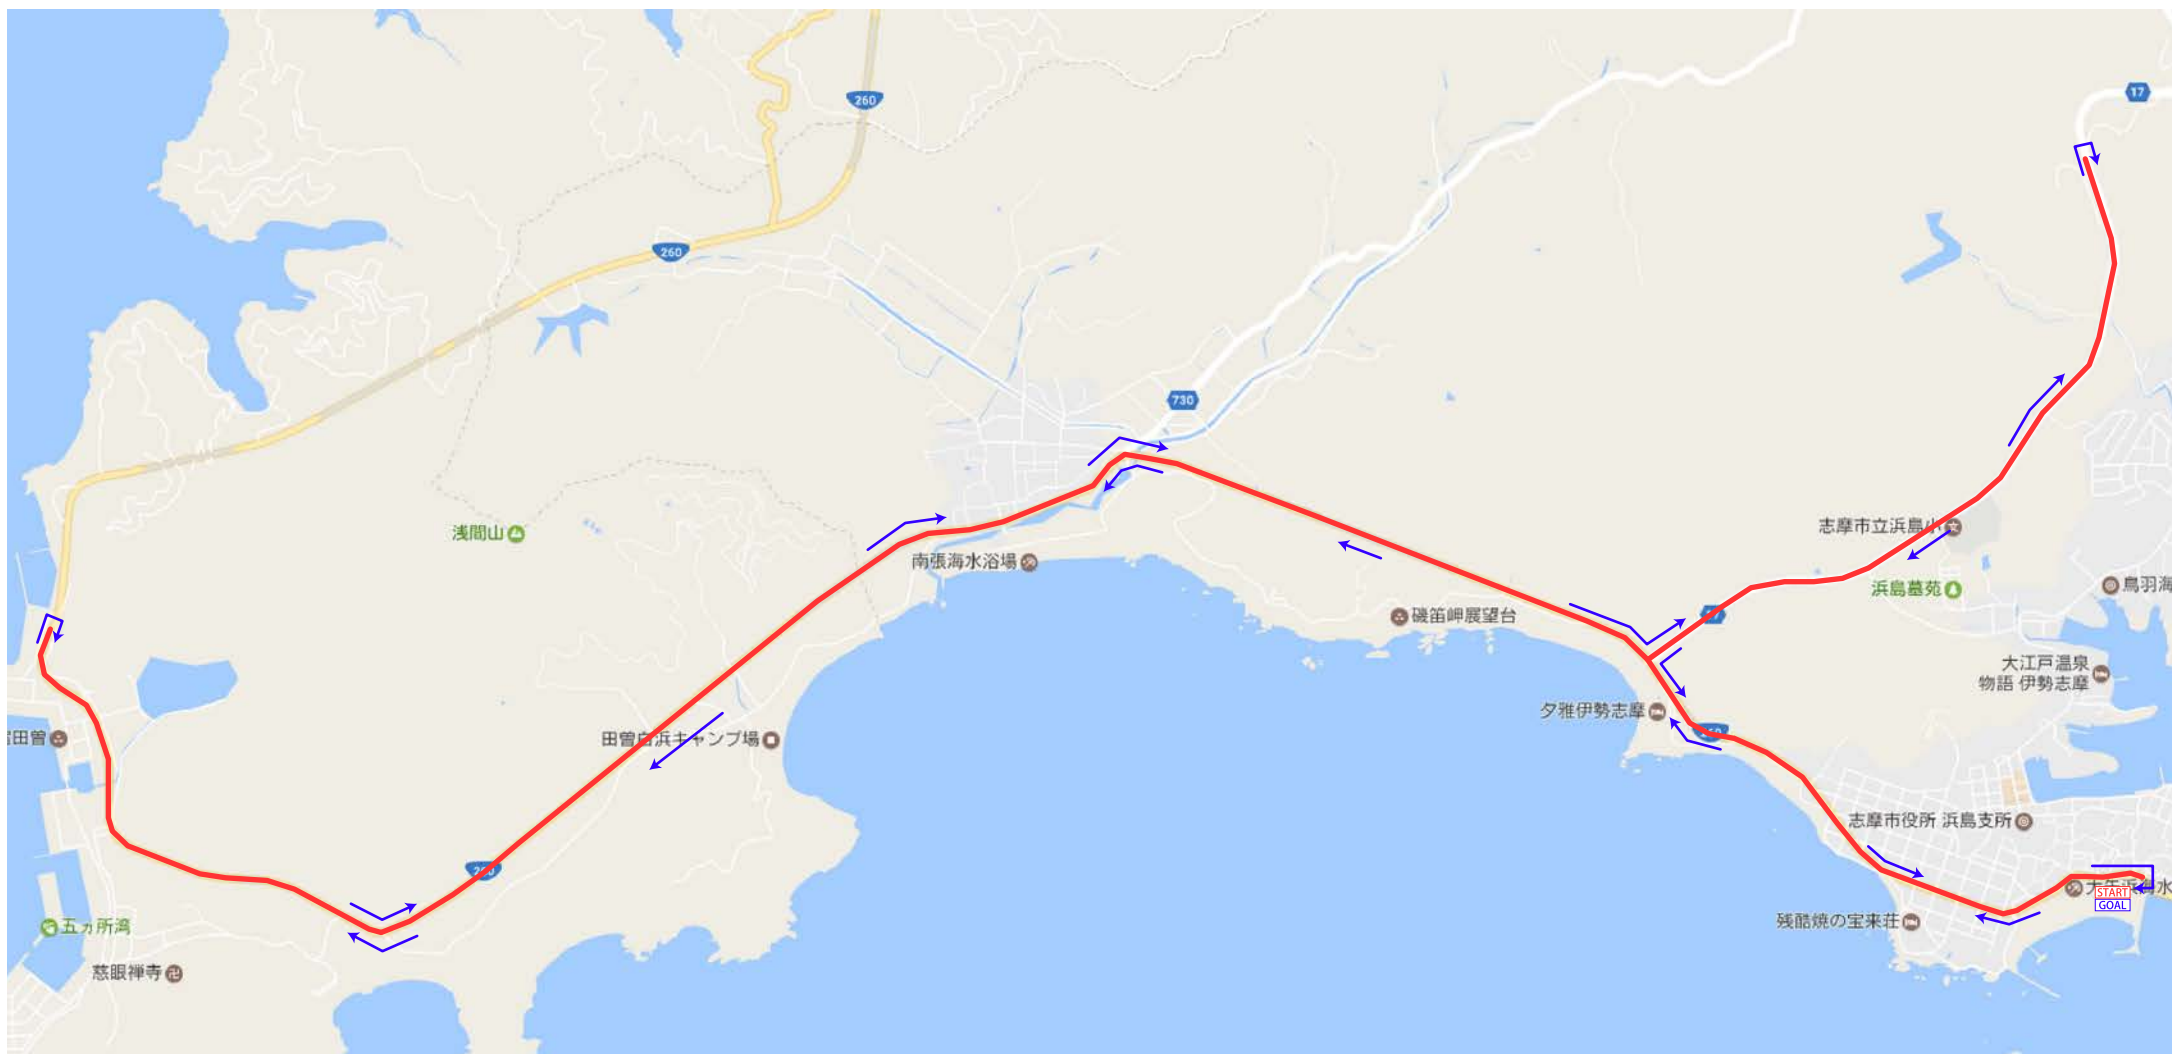 260
17
260
730
浅間山
南張海水浴場
志摩市立浜島小
浜島墓苑
鳥羽海
磯笛岬展望台
大江戸温泉
物語 伊勢志摩
夕雅伊勢志摩
田曽
田曽白浜キャンプ場
志摩市役所 浜島支所
START
GOAL
残酷焼の宝来荘
五ヵ所湾
慈眼禅寺